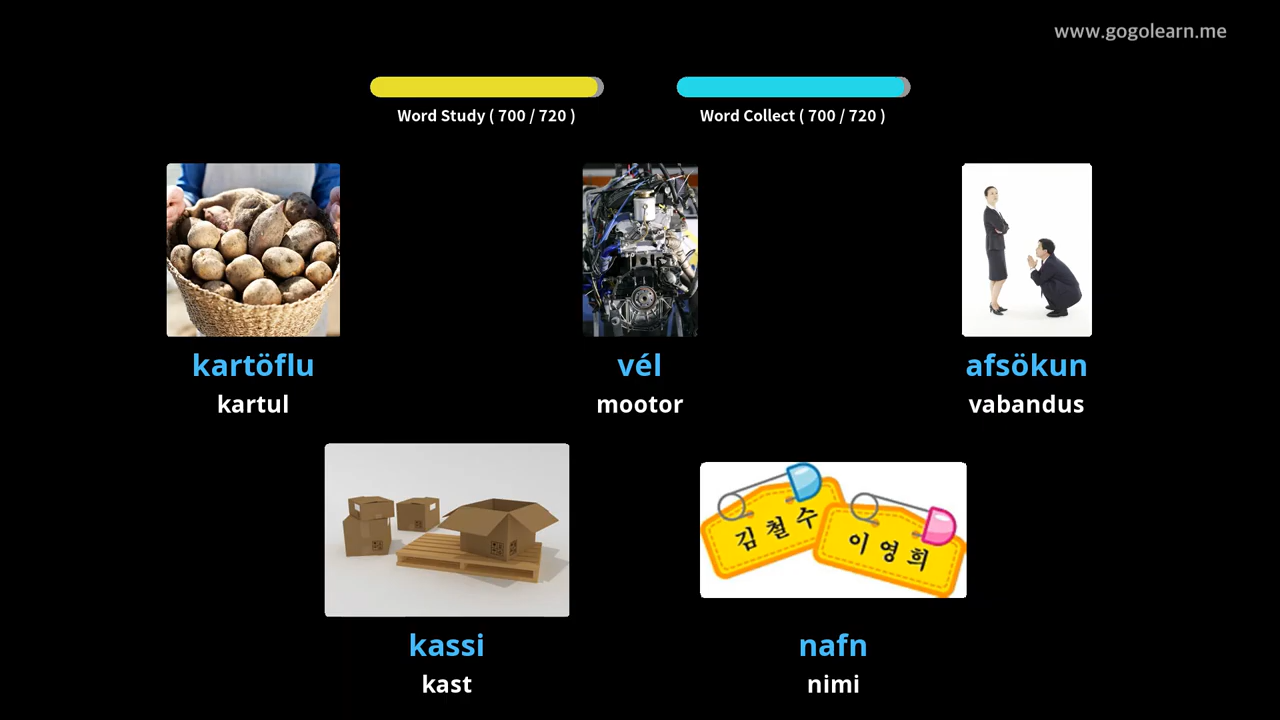 www.gogolearn.me
Word Study ( 700 / 720 )
Word Collect ( 700 / 720 )
kartöflu
kartul
vél
mootor
afsökun
vabandus
김철수
이영희
kassi
kast
nafn
nimi